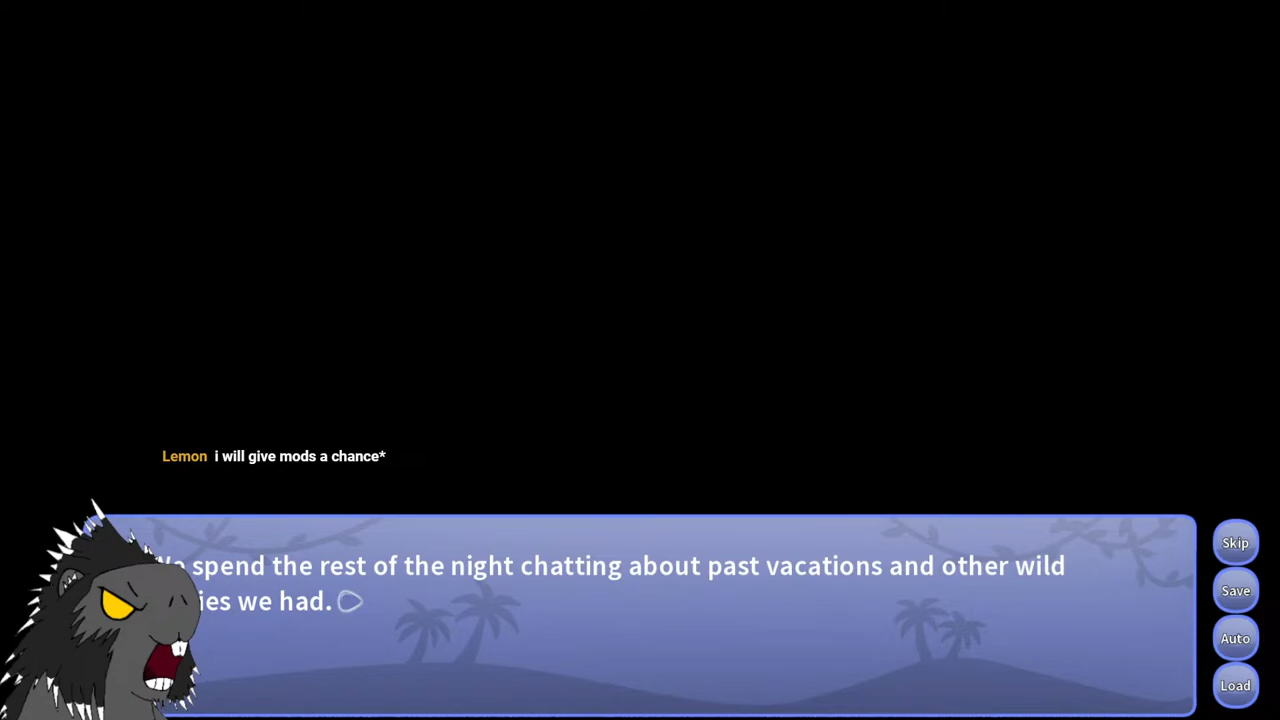 Lemon i will give mods a chance*
spend the rest of the night chatting about past vacations and other wild
we had.
Skip
Save
Auto
Load